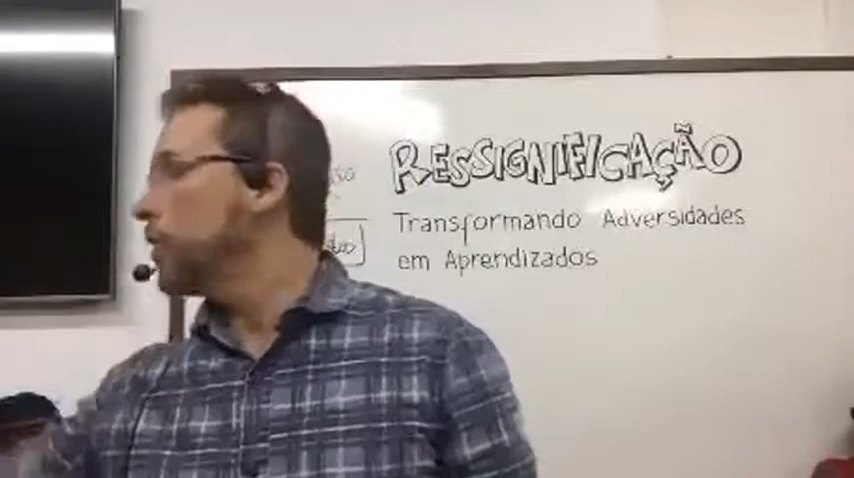 RESSIGNIFICAÇÃO
Transformando Adversidades
em Aprendizados